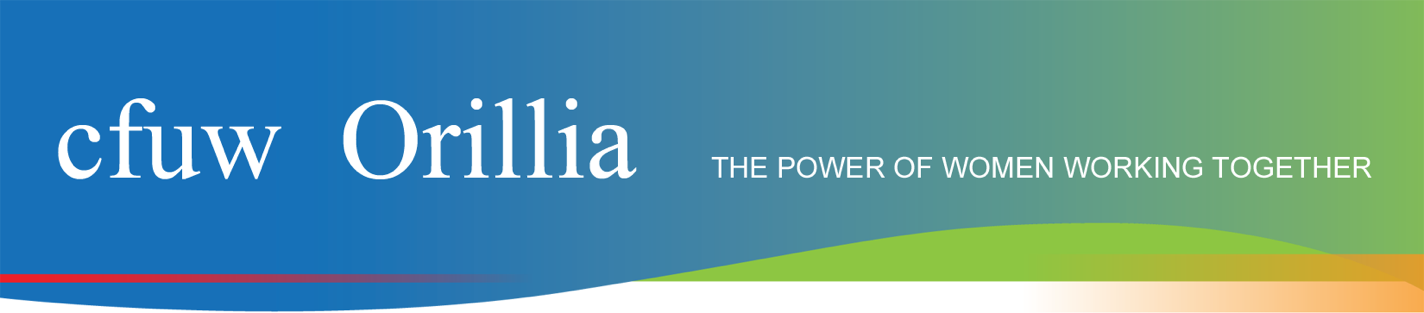 cfuw Orillia
THE POWER OF WOMEN WORKING TOGETHER